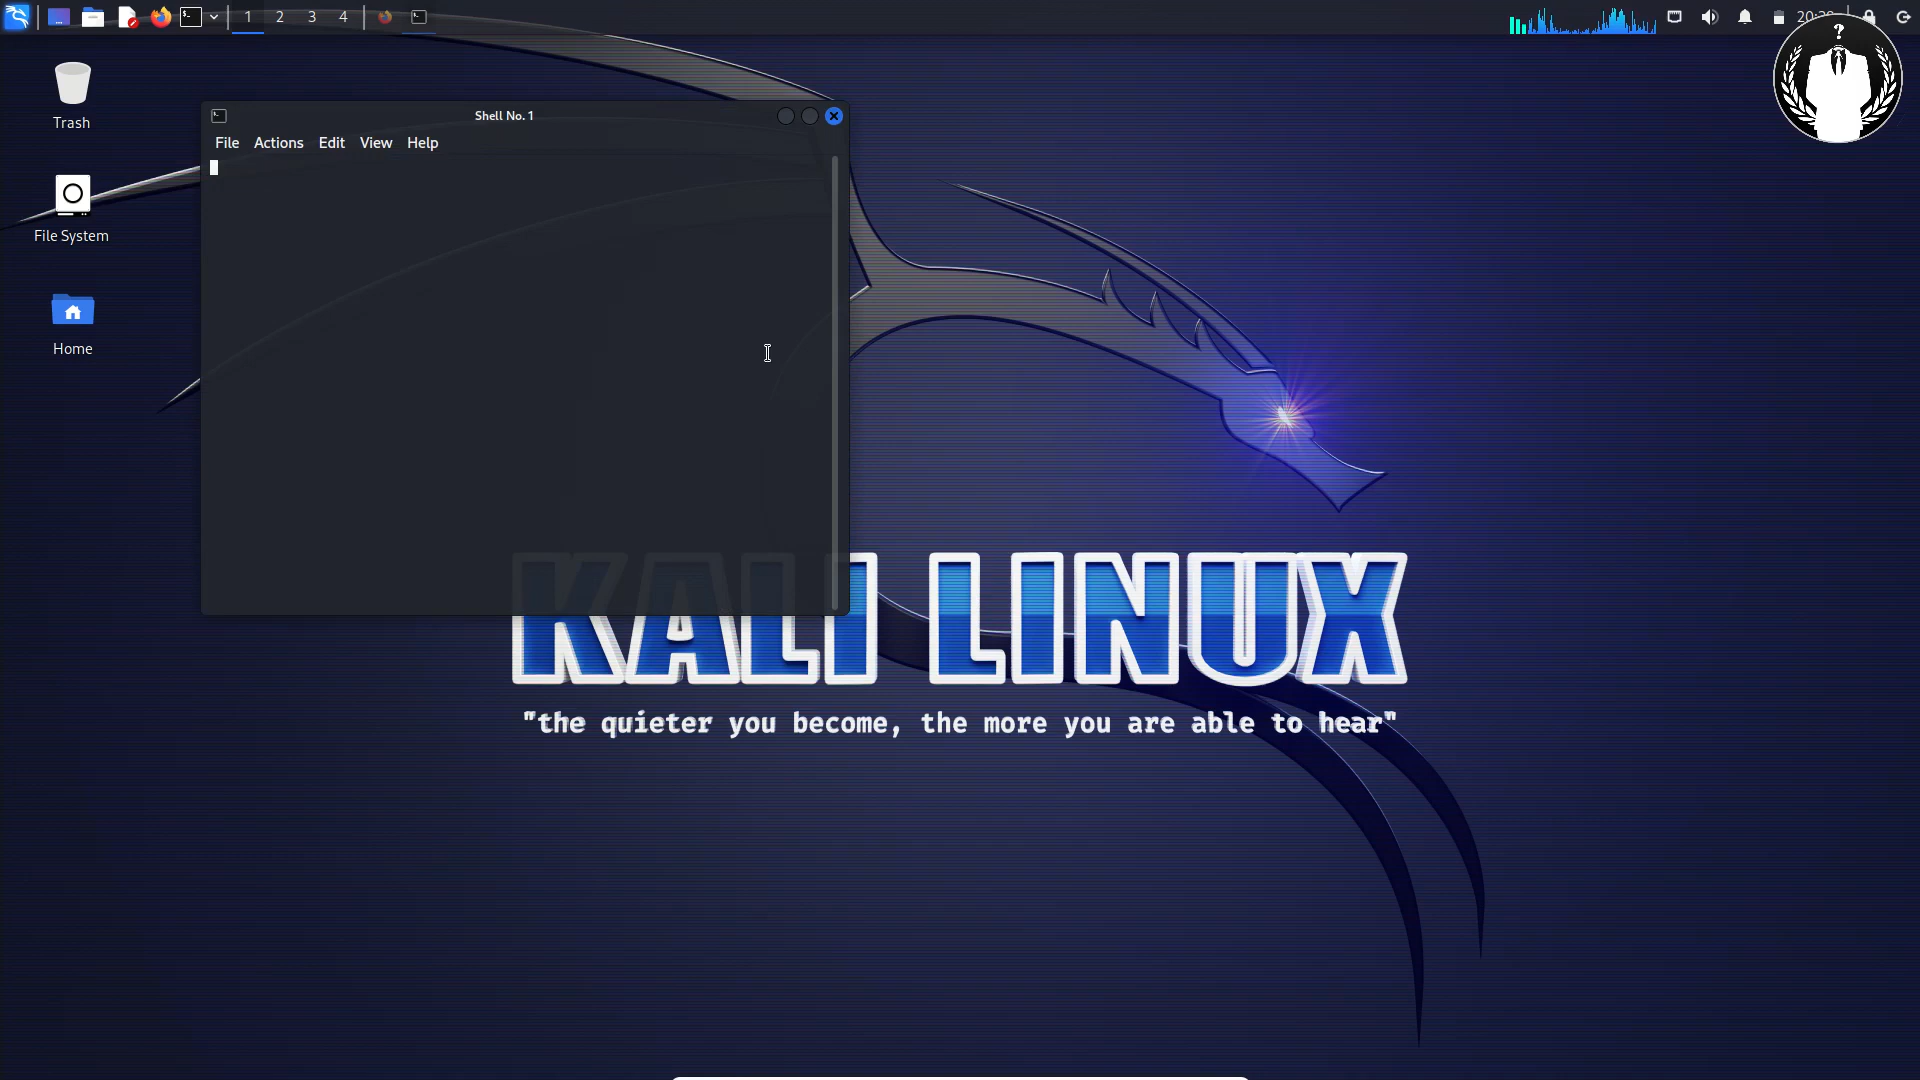 1 2 3 4
Trash
File System
Home
Shell No. 1
File Actions Edit View Help
?
KALI LINUX
"the quieter you become, the more you are able to hear"